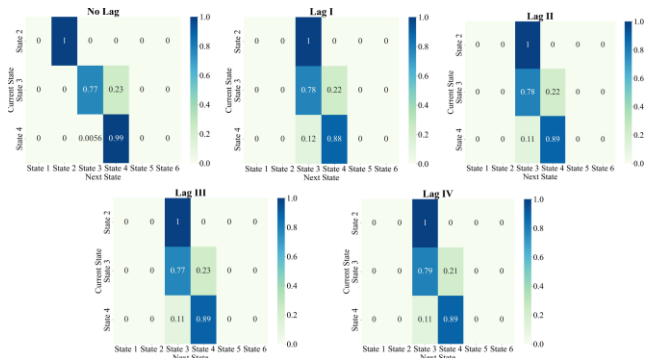 No Lag
State 2
0 1 0 0 0 0
Current State
State 3
0 0 0.77 0.23 0 0
State 4
0 0 0.0056 0.99 0 0
State 1 State 2 State 3 State 4 State 5 State 6
Next State
1.0
0.8
0.6
0.4
0.2
0.0
Lag I
State 2
0 0 1 0 0 0
Current State
State 3
0 0 0.78 0.22 0 0
State 4
0 0 0.12 0.88 0 0
State 1 State 2 State 3 State 4 State 5 State 6
Next State
1.0
0.8
0.6
0.4
0.2
0.0
Lag II
State 2
0 0 1 0 0 0
Current State
State 3
0 0 0.78 0.22 0 0
State 4
0 0 0.11 0.89 0 0
State 1 State 2 State 3 State 4 State 5 State 6
Next State
1.0
0.8
0.6
0.4
0.2
0.0
Lag III
State 2
0 0 1 0 0 0
Current State
State 3
0 0 0.77 0.23 0 0
State 4
0 0 0.11 0.89 0 0
State 1 State 2 State 3 State 4 State 5 State 6
Next State
1.0
0.8
0.6
0.4
0.2
0.0
Lag IV
State 2
0 0 1 0 0 0
Current State
State 3
0 0 0.79 0.21 0 0
State 4
0 0 0.11 0.89 0 0
State 1 State 2 State 3 State 4 State 5 State 6
Next State
1.0
0.8
0.6
0.4
0.2
0.0